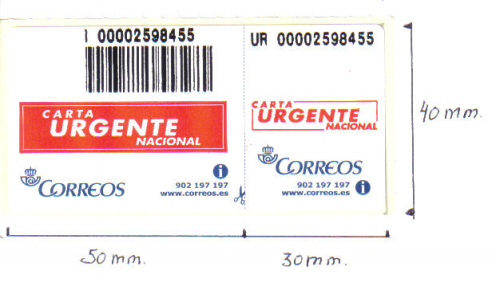 I 00002598455
CARTA
URGENTE
NACIONAL
CORREOS
902 197 197
www.correos.es
UR 00002598455
CARTA
URGENTE
NACIONAL
CORREOS
902 197 197
www.correos.es
40 mm.
50 mm.
30 mm.